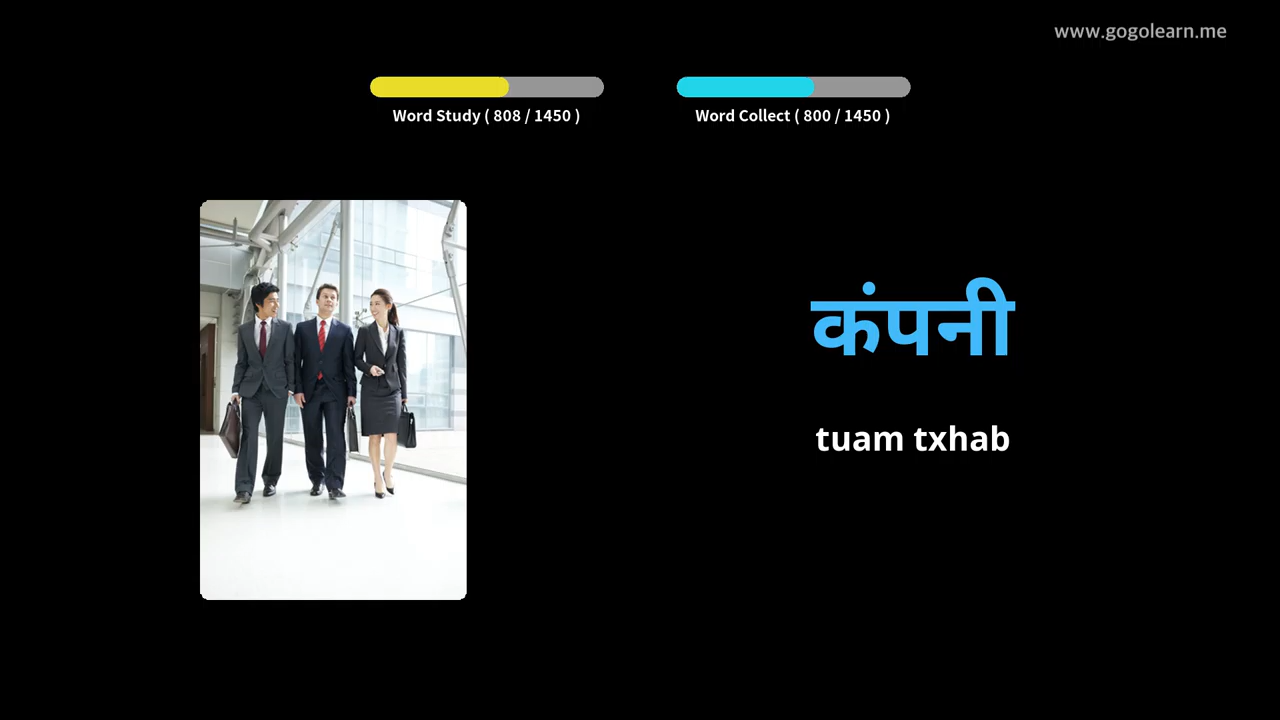 www.gogolearn.me
Word Study ( 808 / 1450 )
Word Collect ( 800 / 1450 )
कंपनी
tuam txhab